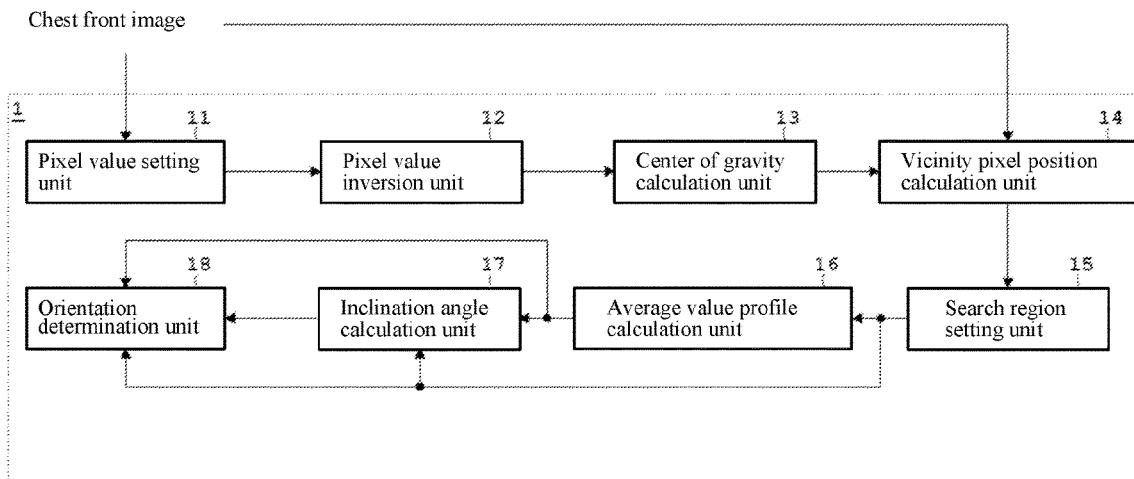 Chest front image
1
11
12
13
14
Pixel value setting
unit
Pixel value
inversion unit
Center of gravity
calculation unit
Vicinity pixel position
calculation unit
18
17
16
15
Orientation
determination unit
Inclination angle
calculation unit
Average value profile
calculation unit
Search region
setting unit